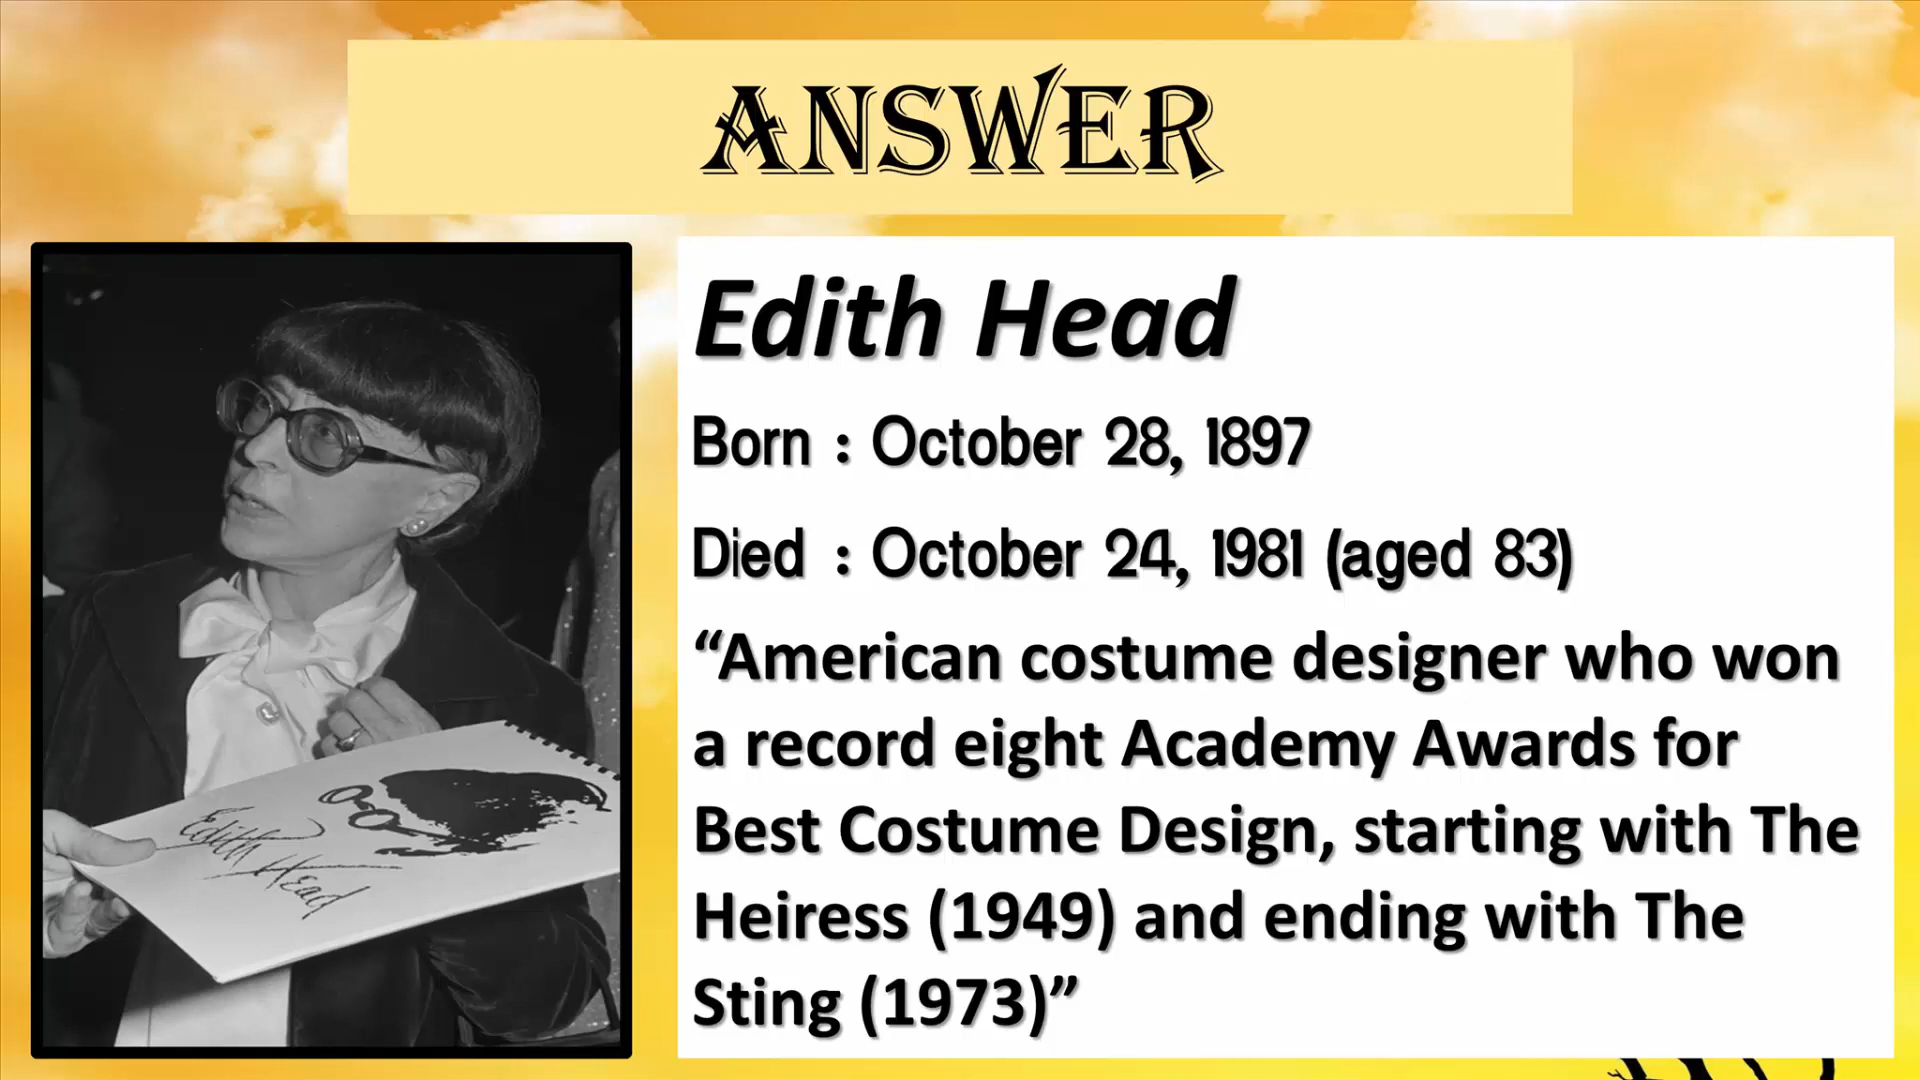 ANSWER
Edith Head
Born : October 28, 1897
Died : October 24, 1981 (aged 83)
“American costume designer who won
a record eight Academy Awards for
Best Costume Design, starting with The
Heiress (1949) and ending with The
Sting (1973)”
Edith Head